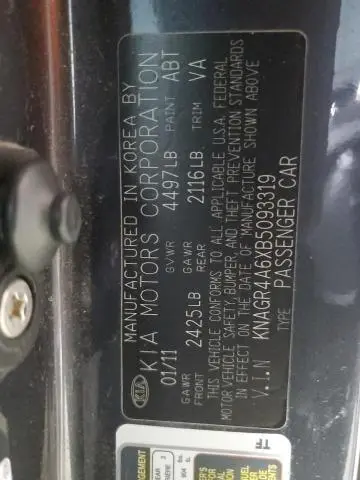 MANUFACTURED IN KOREA BY
KIA KIA MOTORS CORPORATION
01/11 GVWR 4497LB PAINT ABT
GAWR FRONT 2425LB GAWR REAR 2116LB TRIM VA
THIS VEHICLE CONFORMS TO ALL APPLICABLE U.S.A. FEDERAL
MOTOR VEHICLE SAFETY, BUMPER, AND THEFT PREVENTION STANDARDS
IN EFFECT ON THE DATE OF MANUFACTURE SHOWN ABOVE
V.I.N KNAGR4A6XB5093319
TYPE PASSENGER CAR